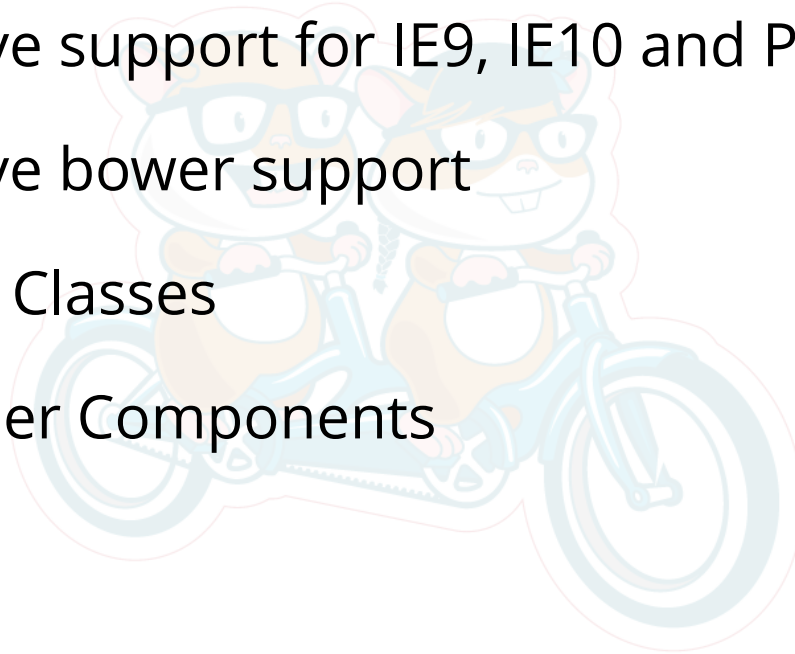 ve support for IE9, IE10 and P
ve bower support
Classes
er Components